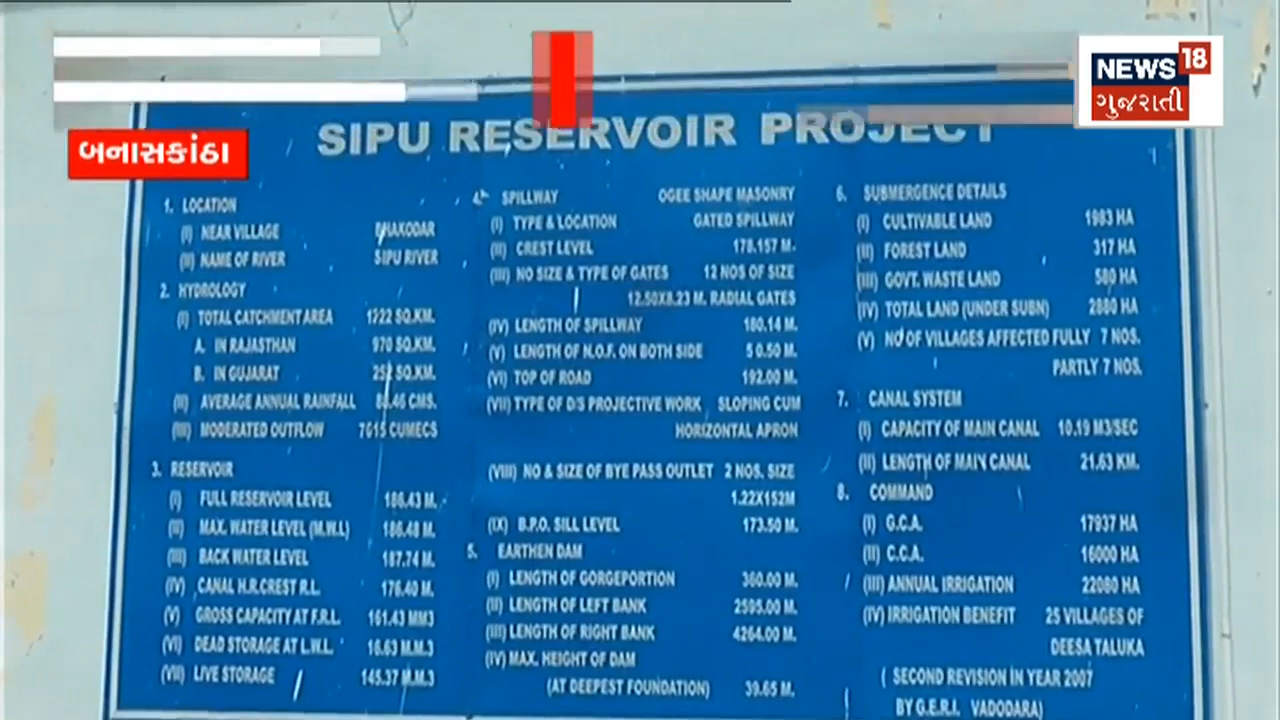 NEWS 18
ગુજરાતી
બનાસકાંઠા
SIPU RESERVOIR PROJECT
1. LOCATION
(I) NEAR VILLAGE BHAKODAR
(II) NAME OF RIVER SIPU RIVER
2. HYDROLOGY
(I) TOTAL CATCHMENT AREA 1222 SQ.KM.
A. IN RAJASTHAN 970 SQ.KM.
B. IN GUJARAT 252 SQ.KM.
(II) AVERAGE ANNUAL RAINFALL CMS.
(III) MODERATED OUTFLOW 7615 CUMECS
3. RESERVOIR
(I) FULL RESERVOIR LEVEL 186.43 M.
(II) MAX. WATER LEVEL (M.W.L) 186.48 M.
(III) BACK WATER LEVEL 187.74 M.
(IV) CANAL H.R.CREST R.L. 176.40 M.
(V) GROSS CAPACITY AT F.R.L. 161.43 MM3
(VI) DEAD STORAGE AT L.W.L. 16.63 M.M.3
(VII) LIVE STORAGE 145.37 M.M.3
4. SPILLWAY OGEE SHAPE MASONRY
(I) TYPE & LOCATION GATED SPILLWAY
(II) CREST LEVEL 178.157 M.
(III) NO SIZE & TYPE OF GATES 12 NOS OF SIZE
12.50X8.23 M. RADIAL GATES
(IV) LENGTH OF SPILLWAY 180.14 M.
(V) LENGTH OF N.O.F. ON BOTH SIDE 50.50 M.
(VI) TOP OF ROAD 192.00 M.
(VII) TYPE OF D/S PROJECTIVE WORK SLOPING CUM
HORIZONTAL APRON
(VIII) NO & SIZE OF BYE PASS OUTLET 2 NOS. SIZE
1.22X152M
(IX) B.P.O. SILL LEVEL 173.50 M.
5. EARTHEN DAM
(I) LENGTH OF GORGEPORTION 360.00 M.
(II) LENGTH OF LEFT BANK 2595.00 M.
(III) LENGTH OF RIGHT BANK 4264.00 M.
(IV) MAX. HEIGHT OF DAM
(AT DEEPEST FOUNDATION) 39.65 M.
6. SUBMERGENCE DETAILS
(I) CULTIVABLE LAND 1983 HA
(II) FOREST LAND 317 HA
(III) GOVT. WASTE LAND 580 HA
(IV) TOTAL LAND (UNDER SUBN) 2880 HA
(V) NO OF VILLAGES AFFECTED FULLY 7 NOS.
PARTLY 7 NOS.
7. CANAL SYSTEM
(I) CAPACITY OF MAIN CANAL 10.19 M3/SEC
(II) LENGTH OF MAIN CANAL 21.63 KM.
8. COMMAND
(I) G.C.A. 17937 HA
(II) C.C.A. 16000 HA
(III) ANNUAL IRRIGATION 22080 HA
(IV) IRRIGATION BENEFIT 25 VILLAGES OF
DEESA TALUKA
( SECOND REVISION IN YEAR 2007
BY G.E.R.I. VADODARA)